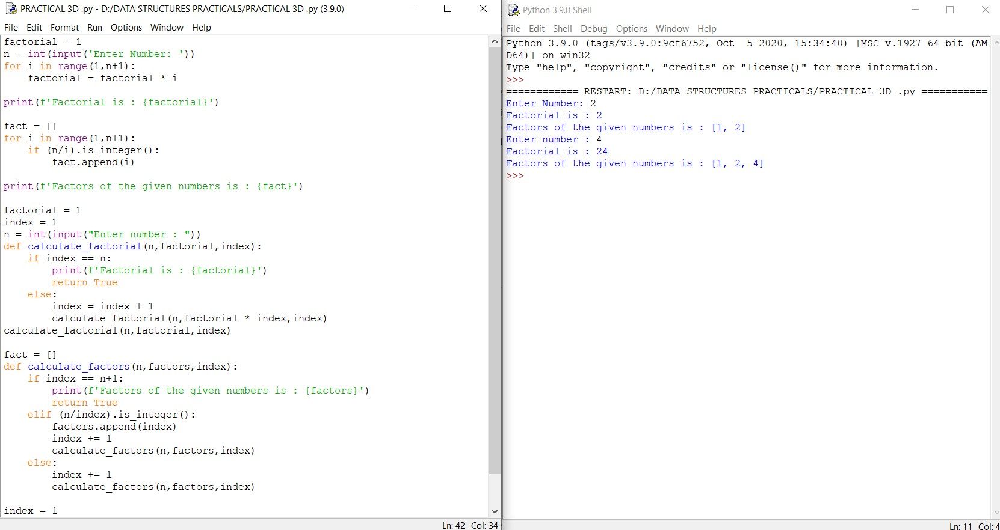 PRACTICAL 3D .py - D:/DATA STRUCTURES PRACTICALS/PRACTICAL 3D .py (3.9.0)
File Edit Format Run Options Window Help
factorial = 1
n = int(input('Enter Number: '))
for i in range(1,n+1):
    factorial = factorial * i

print(f'Factorial is : {factorial}')

fact = []
for i in range(1,n+1):
    if (n/i).is_integer():
        fact.append(i)

print(f'Factors of the given numbers is : {fact}')

factorial = 1
index = 1
n = int(input("Enter number : "))
def calculate_factorial(n,factorial,index):
    if index == n:
        print(f'Factorial is : {factorial}')
        return True
    else:
        index = index + 1
        calculate_factorial(n,factorial * index,index)
calculate_factorial(n,factorial,index)

fact = []
def calculate_factors(n,factors,index):
    if index == n+1:
        print(f'Factors of the given numbers is : {factors}')
        return True
    elif (n/index).is_integer():
        factors.append(index)
        index += 1
        calculate_factors(n,factors,index)
    else:
        index += 1
        calculate_factors(n,factors,index)

index = 1
Ln: 42 Col: 34
Python 3.9.0 Shell
File Edit Shell Debug Options Window Help
Python 3.9.0 (tags/v3.9.0:9cf6752, Oct  5 2020, 15:34:40) [MSC v.1927 64 bit (AM
D64)] on win32
Type "help", "copyright", "credits" or "license()" for more information.
>>>
============ RESTART: D:/DATA STRUCTURES PRACTICALS/PRACTICAL 3D .py ===========
Enter Number: 2
Factorial is : 2
Factors of the given numbers is : [1, 2]
Enter number : 4
Factorial is : 24
Factors of the given numbers is : [1, 2, 4]
>>>
Ln: 11 Col: 4